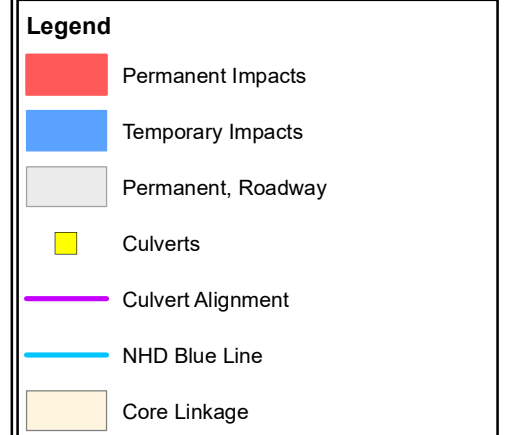 Legend
Permanent Impacts
Temporary Impacts
Permanent, Roadway
Culverts
Culvert Alignment
NHD Blue Line
Core Linkage